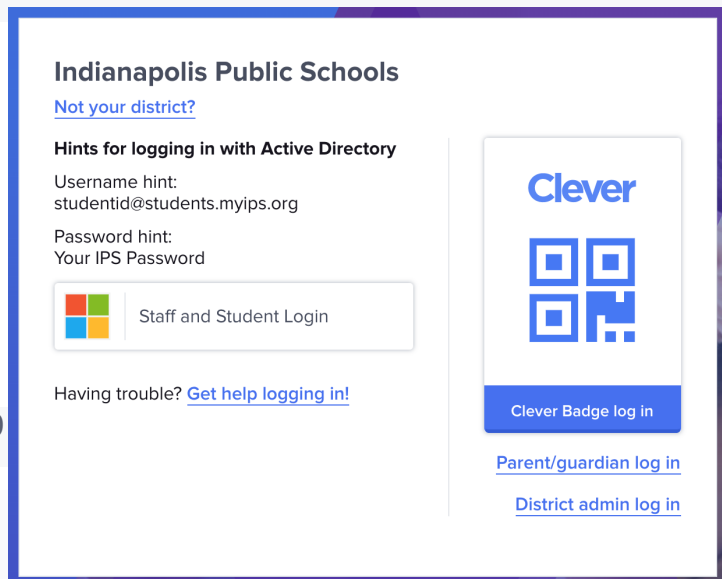 Indianapolis Public Schools
Not your district?
Hints for logging in with Active Directory
Username hint:
studentid@students.myips.org
Password hint:
Your IPS Password
Staff and Student Login
Having trouble? Get help logging in!
Clever
Clever Badge log in
Parent/guardian log in
District admin log in